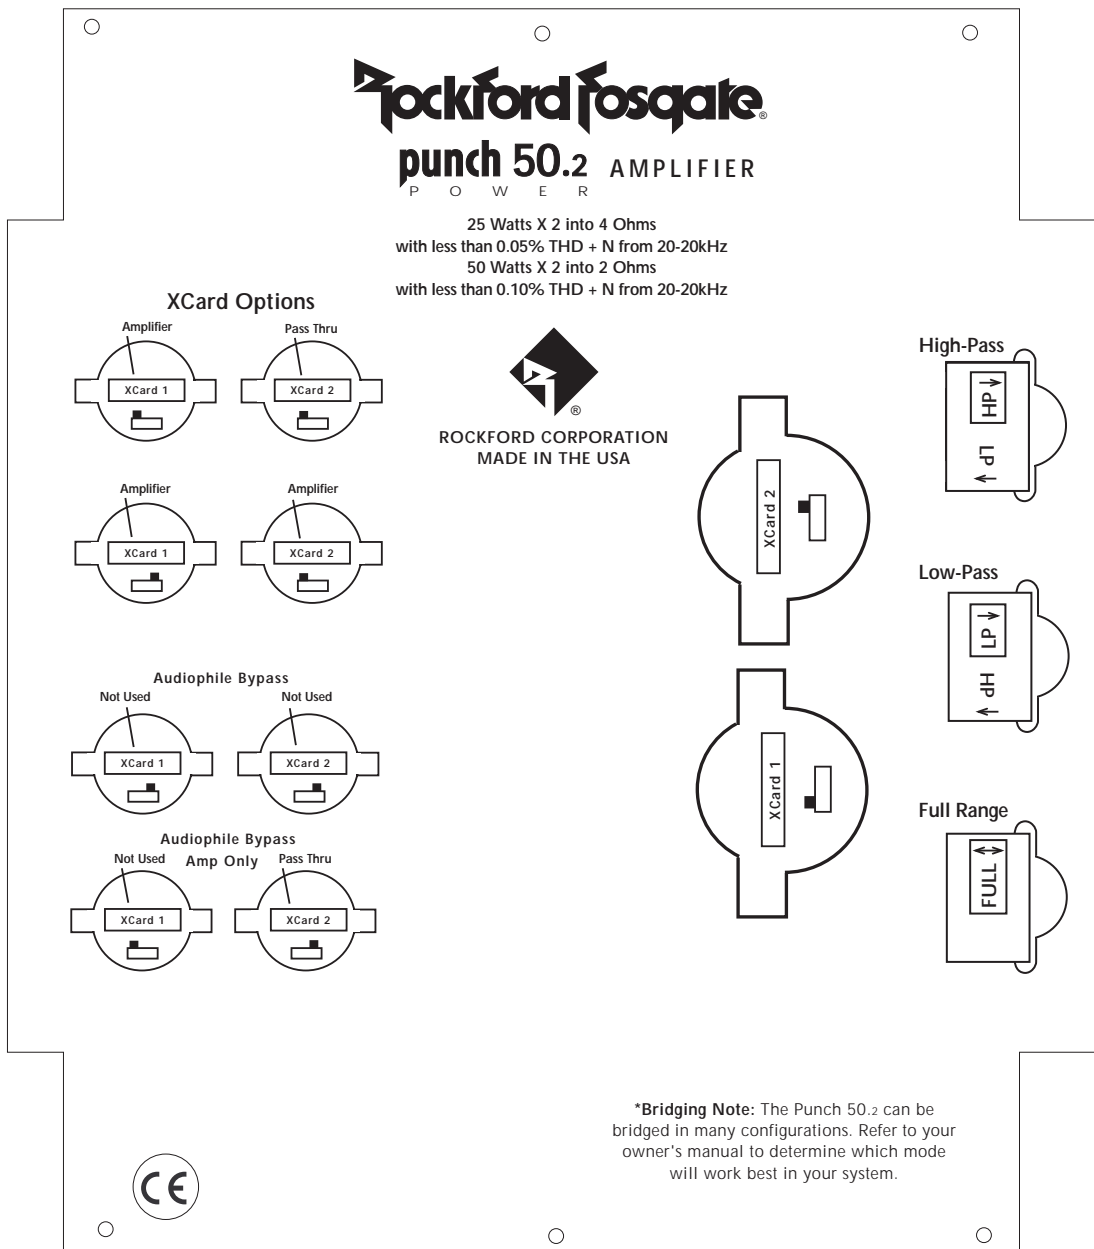 Rockford Fosgate®
punch 50.2 AMPLIFIER
POWER
25 Watts X 2 into 4 Ohms
with less than 0.05% THD + N from 20-20kHz
50 Watts X 2 into 2 Ohms
with less than 0.10% THD + N from 20-20kHz
XCard Options
Amplifier
Pass Thru
XCard 1
XCard 2
Amplifier
Amplifier
XCard 1
XCard 2
Audiophile Bypass
Not Used
Not Used
XCard 1
XCard 2
Audiophile Bypass
Amp Only
Not Used
Pass Thru
XCard 1
XCard 2
®
ROCKFORD CORPORATION
MADE IN THE USA
XCard 2
XCard 1
High-Pass
HP →
LP ←
Low-Pass
LP →
HP ←
Full Range
FULL ↔
*Bridging Note: The Punch 50.2 can be
bridged in many configurations. Refer to your
owner's manual to determine which mode
will work best in your system.
CE